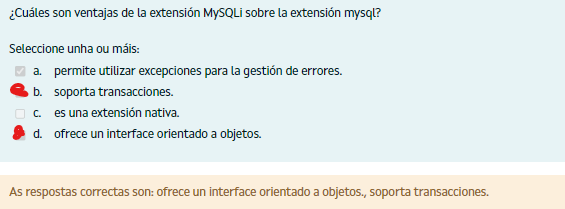 ¿Cuáles son ventajas de la extensión MySQLi sobre la extensión mysql?
Seleccione unha ou máis:
a. permite utilizar excepciones para la gestión de errores.
b. soporta transacciones.
c. es una extensión nativa.
d. ofrece un interface orientado a objetos.
As respostas correctas son: ofrece un interface orientado a objetos., soporta transacciones.